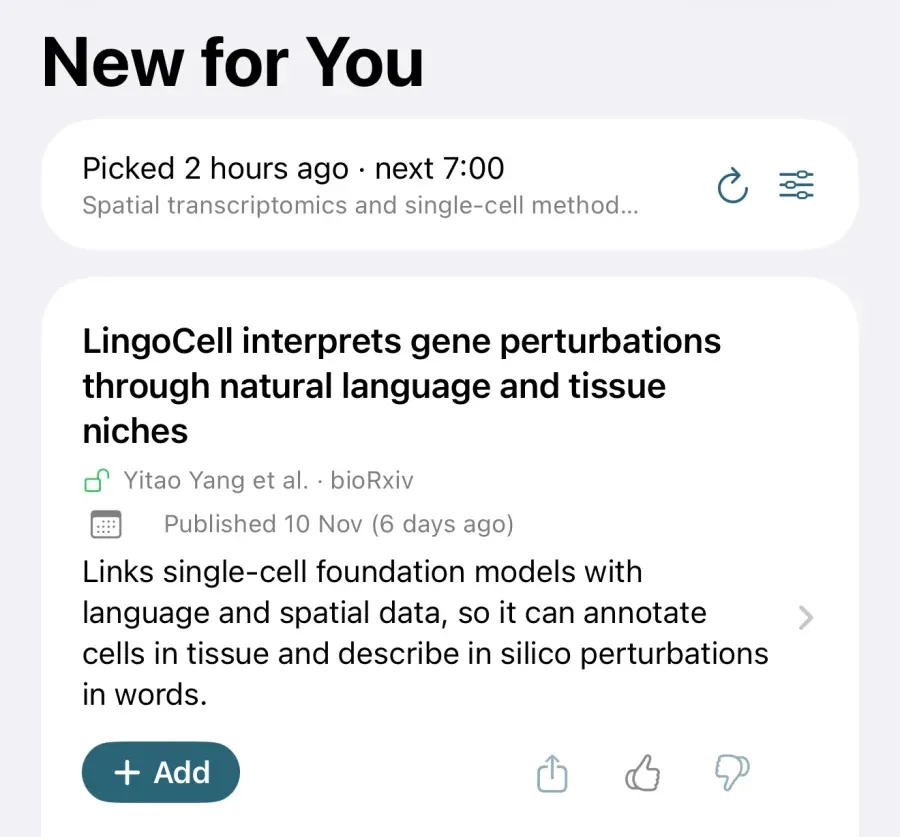 New for You
Picked 2 hours ago · next 7:00
Spatial transcriptomics and single-cell method...
LingoCell interprets gene perturbations
through natural language and tissue
niches
Yitao Yang et al. · bioRxiv
Published 10 Nov (6 days ago)
Links single-cell foundation models with
language and spatial data, so it can annotate
cells in tissue and describe in silico perturbations
in words.
+ Add